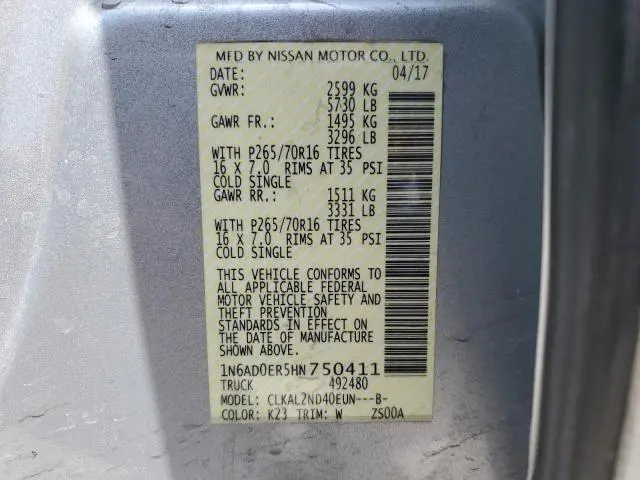 MFD BY NISSAN MOTOR CO., LTD.
DATE: 04/17
GVWR: 2599 KG
5730 LB
GAWR FR.: 1495 KG
3296 LB
WITH P265/70R16 TIRES
16 X 7.0 RIMS AT 35 PSI
COLD SINGLE
GAWR RR.: 1511 KG
3331 LB
WITH P265/70R16 TIRES
16 X 7.0 RIMS AT 35 PSI
COLD SINGLE
THIS VEHICLE CONFORMS TO
ALL APPLICABLE FEDERAL
MOTOR VEHICLE SAFETY AND
THEFT PREVENTION
STANDARDS IN EFFECT ON
THE DATE OF MANUFACTURE
SHOWN ABOVE.
1N6AD0ER5HN750411
TRUCK 492480
MODEL: CLKAL2ND40EUN---B-
COLOR: K23 TRIM: W ZS00A